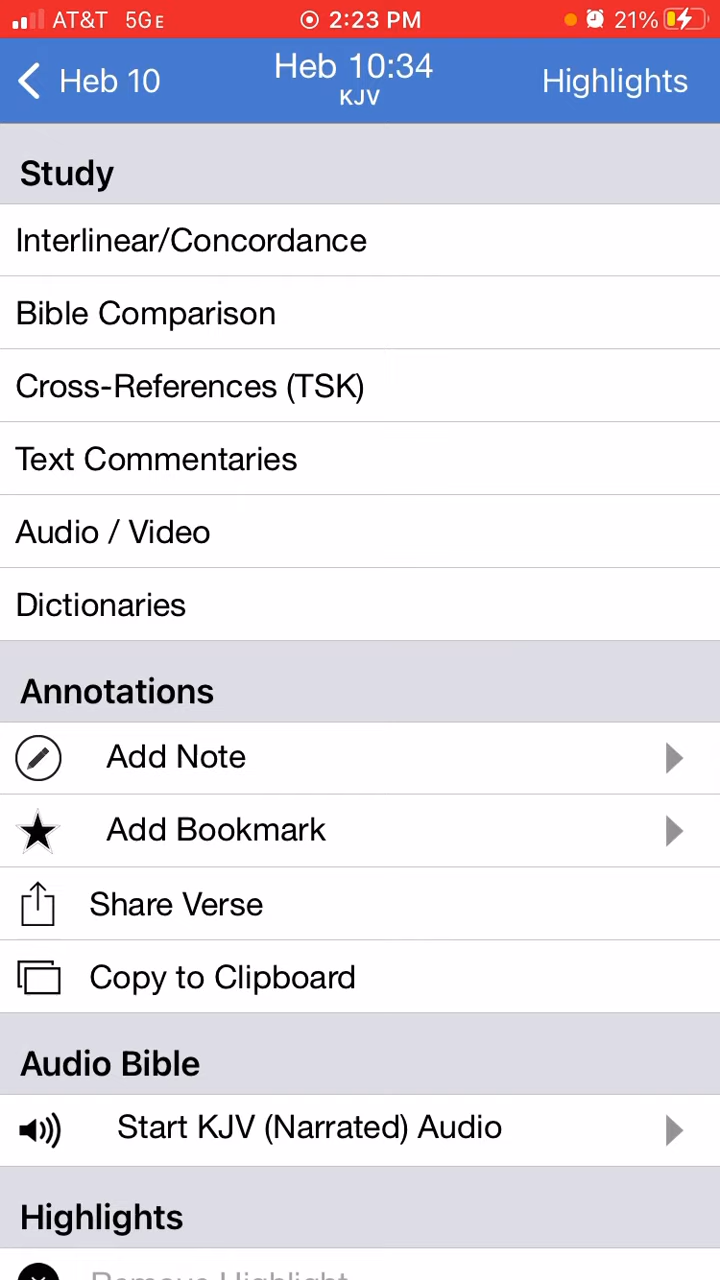 AT&T 5GE 2:23 PM 21%
Heb 10 Heb 10:34 Highlights
KJV
Study
Interlinear/Concordance
Bible Comparison
Cross-References (TSK)
Text Commentaries
Audio / Video
Dictionaries
Annotations
Add Note
Add Bookmark
Share Verse
Copy to Clipboard
Audio Bible
Start KJV (Narrated) Audio
Highlights
Remove Highlight